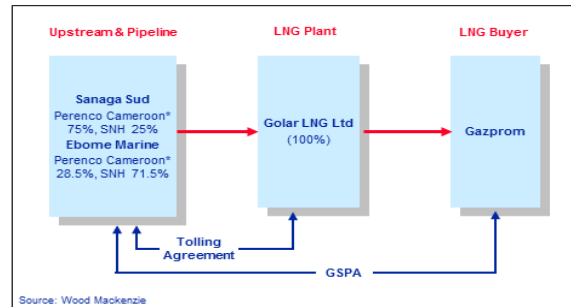 Upstream & Pipeline
LNG Plant
LNG Buyer
Sanaga Sud
Perenco Cameroon*
75%, SNH 25%
Ebome Marine
Perenco Cameroon*
28.5%, SNH 71.5%
Golar LNG Ltd
(100%)
Gazprom
Tolling
Agreement
GSPA
Source: Wood Mackenzie